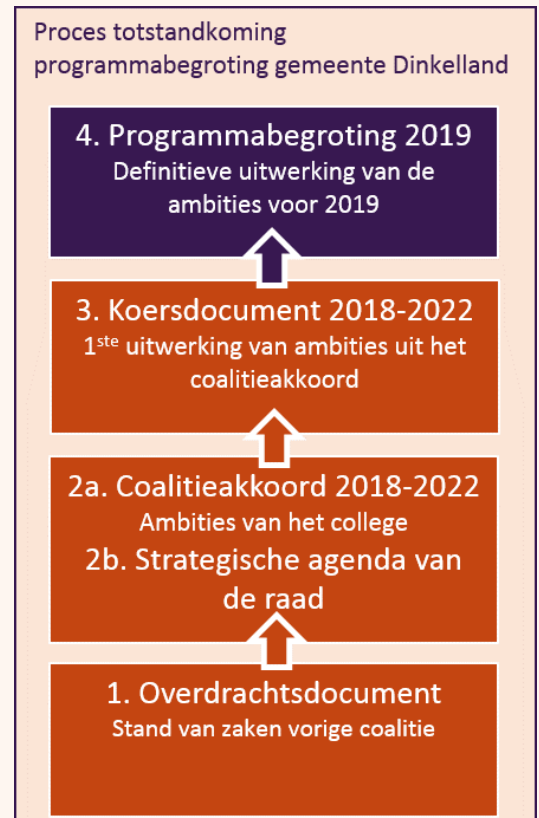 Proces totstandkoming
programmabegroting gemeente Dinkelland
4. Programmabegroting 2019
Definitieve uitwerking van de
ambities voor 2019
3. Koersdocument 2018-2022
1ste uitwerking van ambities uit het
coalitieakkoord
2a. Coalitieakkoord 2018-2022
Ambities van het college
2b. Strategische agenda van
de raad
1. Overdrachtsdocument
Stand van zaken vorige coalitie